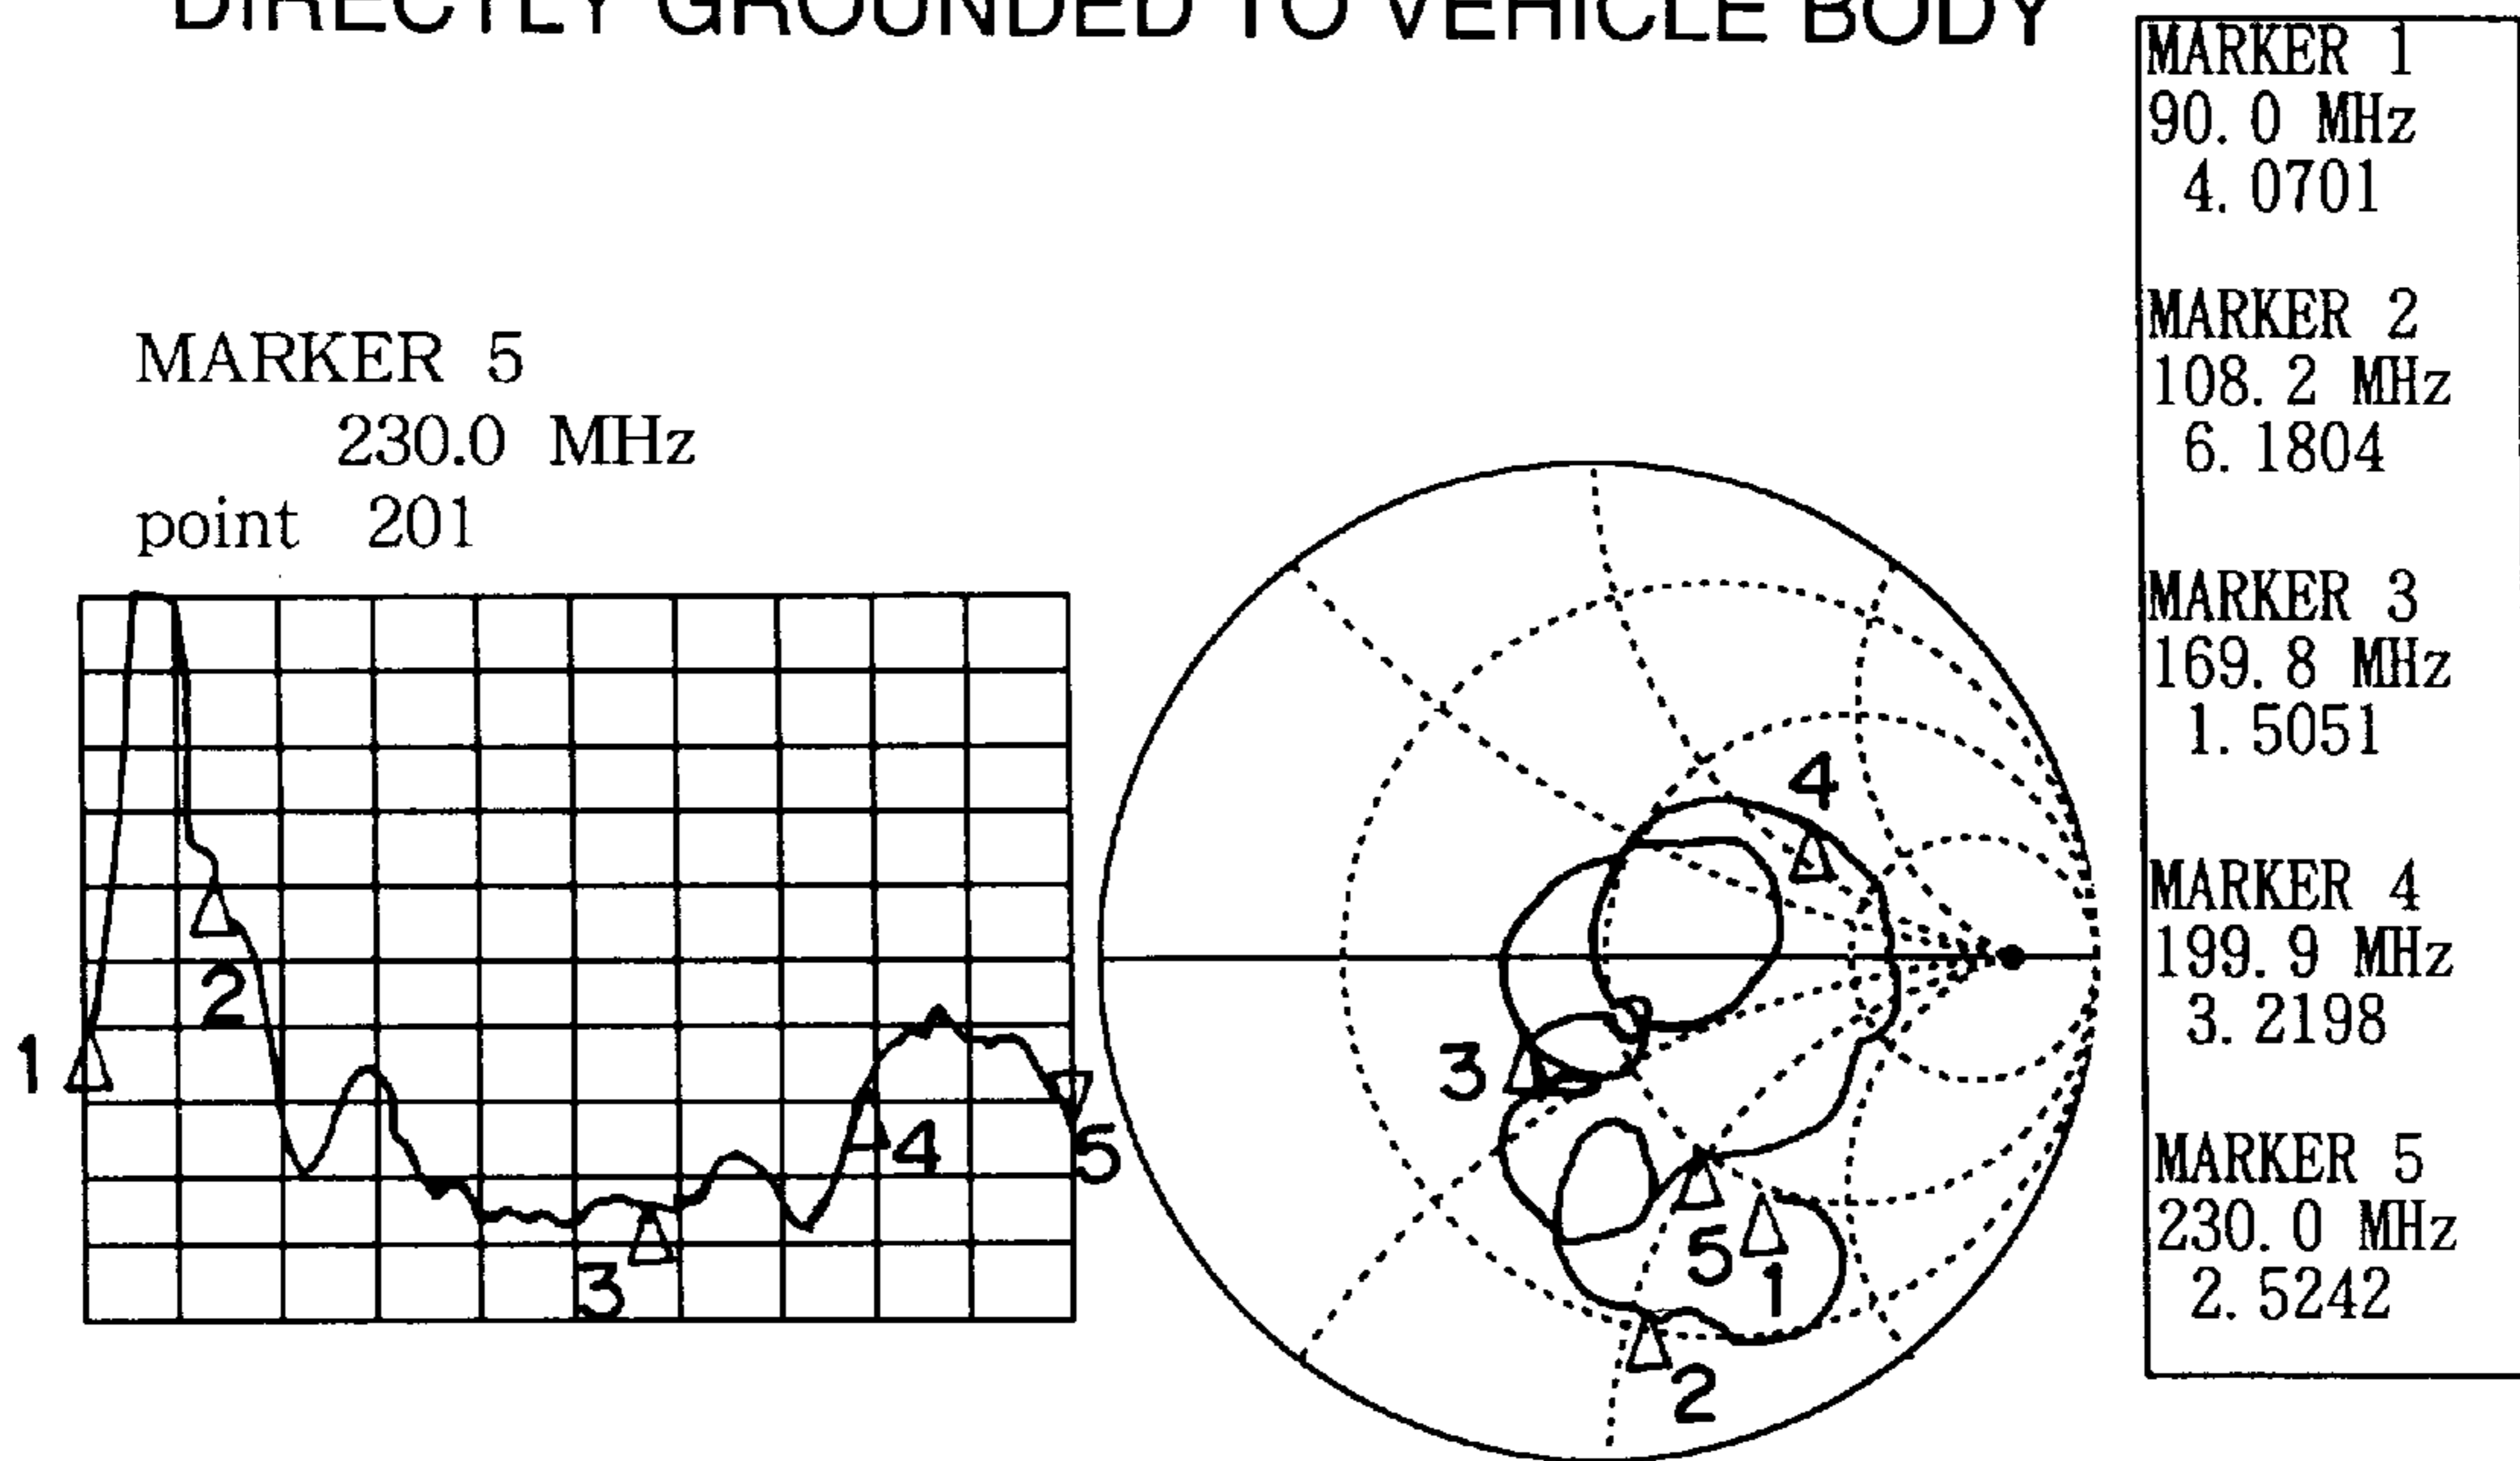 DIRECTLY GROUNDED TO VEHICLE BODY
MARKER 5
230.0 MHz
point 201
1
2
3
4
5
4
3
5
1
2
MARKER 1
90.0 MHz
4.0701
MARKER 2
108.2 MHz
6.1804
MARKER 3
169.8 MHz
1.5051
MARKER 4
199.9 MHz
3.2198
MARKER 5
230.0 MHz
2.5242